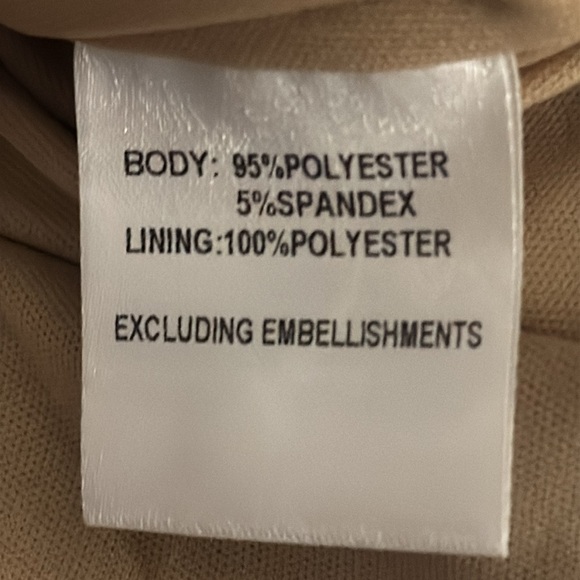 BODY: 95%POLYESTER
5%SPANDEX
LINING:100%POLYESTER
EXCLUDING EMBELLISHMENTS